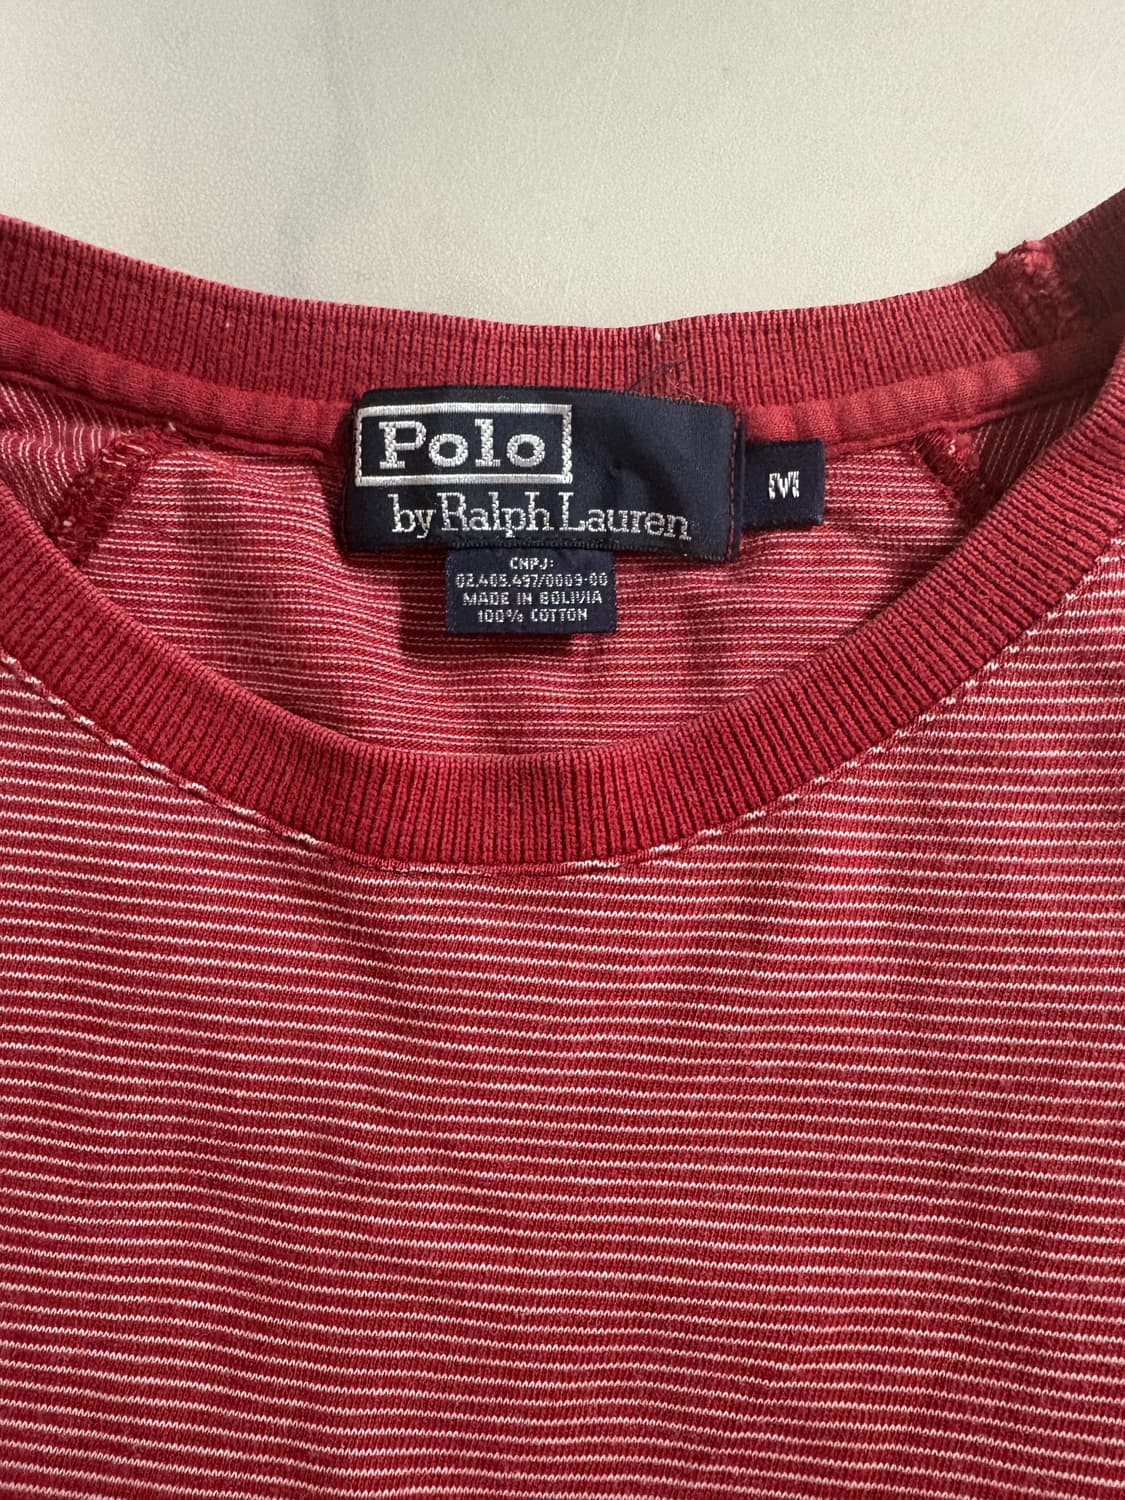 Polo
by Ralph Lauren
M
CNPJ:
02.405.497/0009-00
MADE IN BOLIVIA
100% COTTON